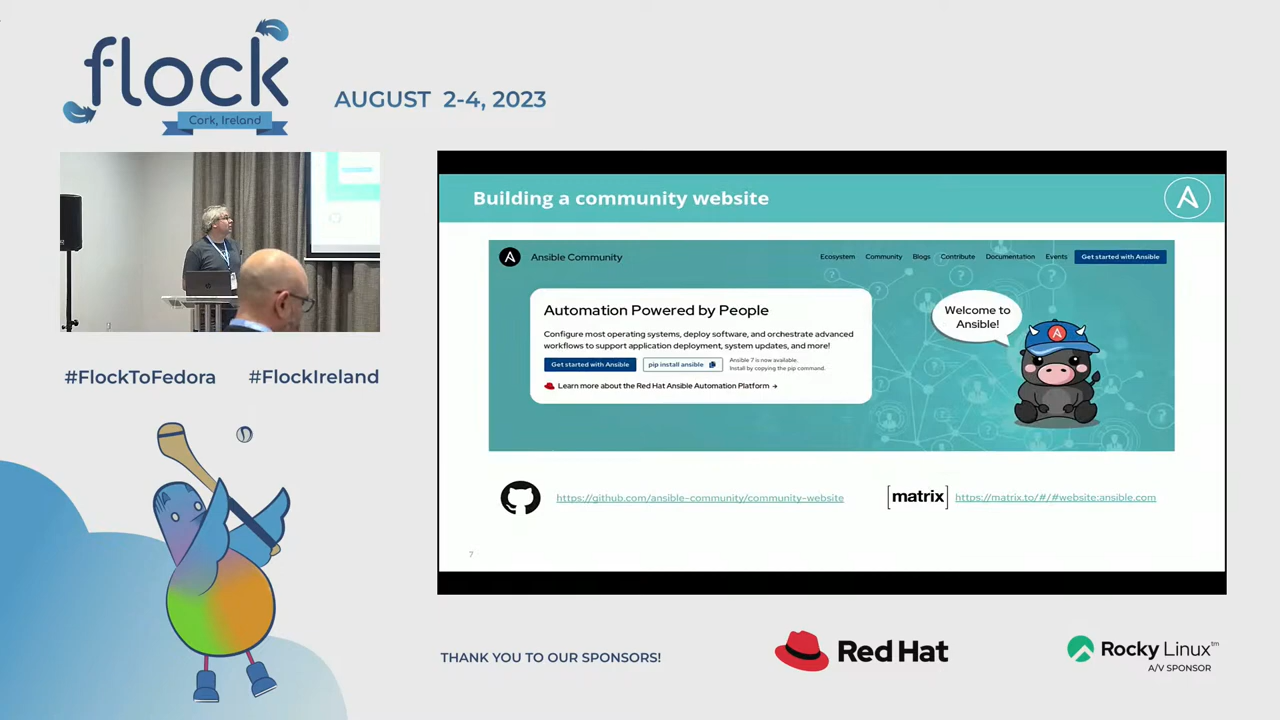 flock
Cork, Ireland
AUGUST 2-4, 2023
#FlockToFedora #FlockIreland
Building a community website
A
A Ansible Community
Ecosystem Community Blogs Contribute Documentation Events Get started with Ansible
Automation Powered by People
Configure most operating systems, deploy software, and orchestrate advanced
workflows to support application deployment, system updates, and more!
Get started with Ansible
pip install ansible
Ansible 7 is now available.
Install by copying the pip command.
Learn more about the Red Hat Ansible Automation Platform →
Welcome to
Ansible!
A
https://github.com/ansible-community/community-website
[matrix]
https://matrix.to/#/#website:ansible.com
7
THANK YOU TO OUR SPONSORS!
Red Hat
Rocky Linux™
A/V SPONSOR